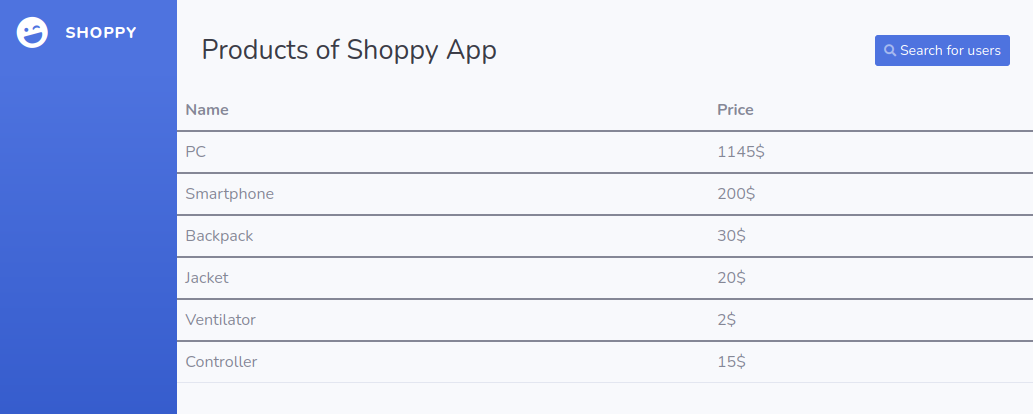 SHOPPY
Products of Shoppy App
Search for users
Name Price
PC 1145$
Smartphone 200$
Backpack 30$
Jacket 20$
Ventilator 2$
Controller 15$